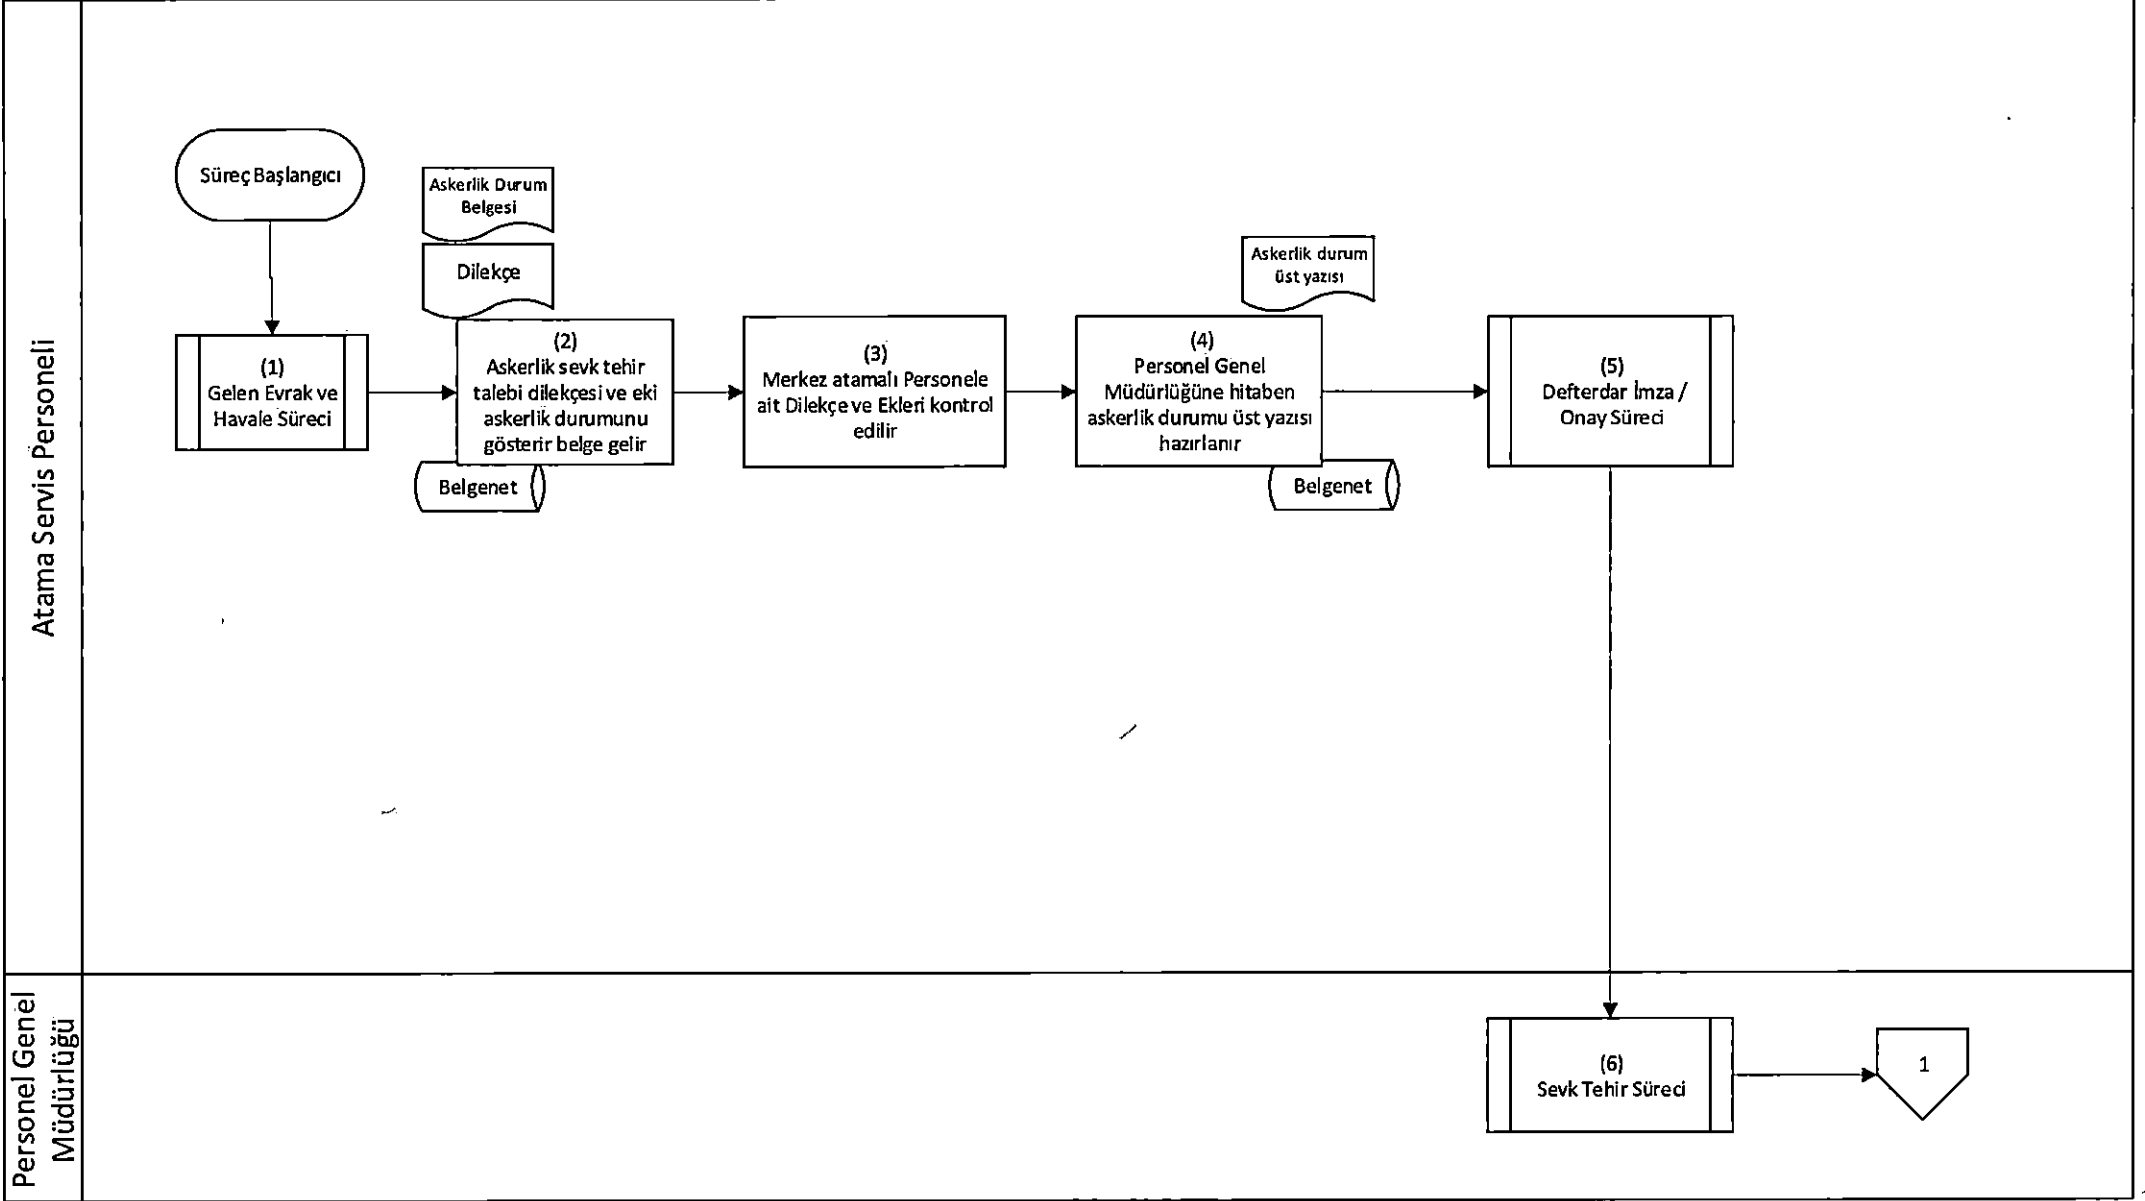 Atama Servis Personeli
Süreç Başlangıcı
(1)
Gelen Evrak ve
Havale Süreci
Askerlik Durum
Belgesi
Dilekçe
(2)
Askerlik sevk tehir
talebi dilekçesi ve eki
askerlik durumunu
gösterir belge gelir
Belgenet
(3)
Merkez atamalı Personele
ait Dilekçe ve Ekleri kontrol
edilir
Askerlik durum
üst yazısı
(4)
Personel Genel
Müdürlüğüne hitaben
askerlik durumu üst yazısı
hazırlanır
Belgenet
(5)
Defterdar İmza /
Onay Süreci
Personel Genel
Müdürlüğü
(6)
Sevk Tehir Süreci
1